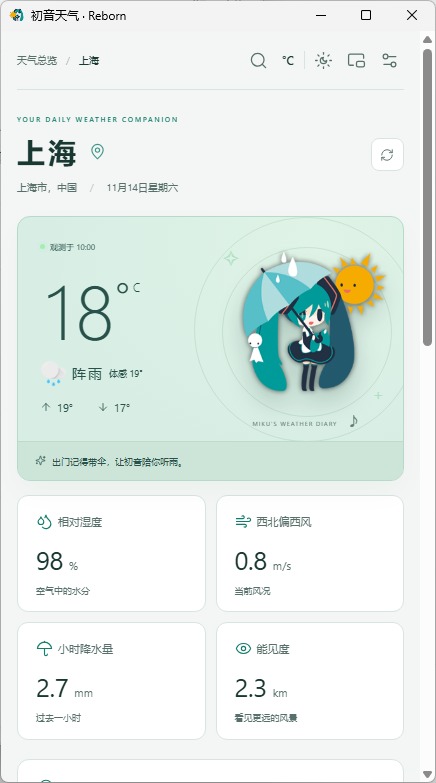 初音天气 · Reborn
天气总览 / 上海
°C
YOUR DAILY WEATHER COMPANION
上海
上海市, 中国 / 11月14日星期六
观测于 10:00
18°C
阵雨 体感 19°
↑ 19° ↓ 17°
MIKU'S WEATHER DIARY
出门记得带伞，让初音陪你听雨。
相对湿度
98 %
空气中的水分
西北偏西风
0.8 m/s
当前风况
小时降水量
2.7 mm
过去一小时
能见度
2.3 km
看见更远的风景